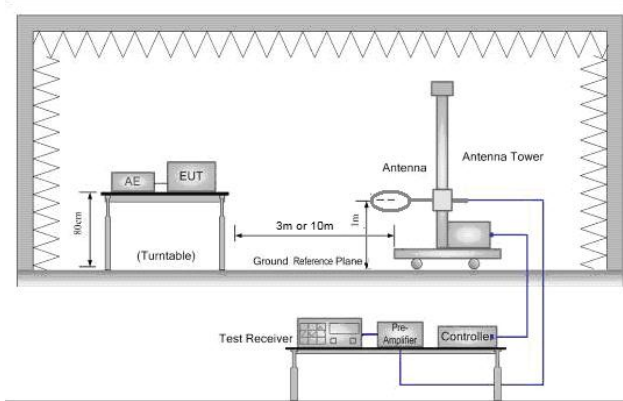 Antenna
Antenna Tower
AE
EUT
80cm
(Turntable)
3m or 10m
1m
Ground Reference Plane
Test Receiver
Pre-
Amplifier
Controller